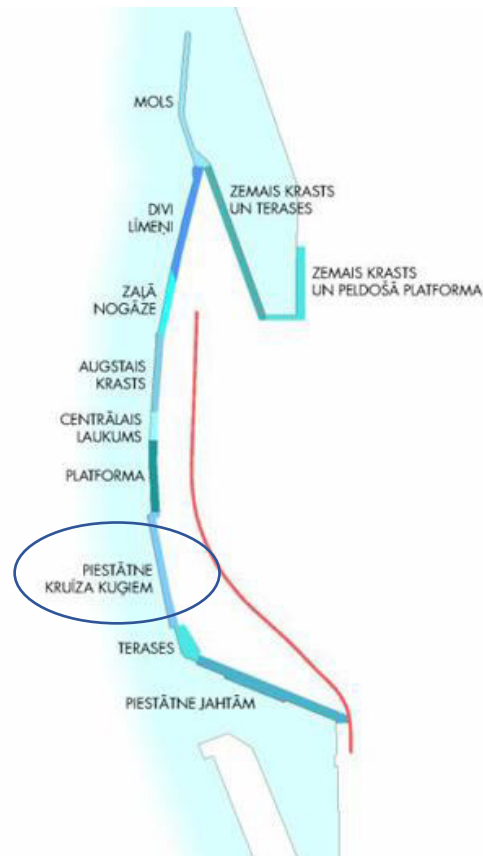 MOLS
ZEMAIS KRASTS
UN TERASES
DIVI
LĪMEŅI
ZEMAIS KRASTS
UN PELDOŠĀ PLATFORMA
ZAĻĀ
NOGĀZE
AUGSTAIS
KRASTS
CENTRĀLAIS
LAUKUMS
PLATFORMA
PIESTĀTNE
KRUĪZA KUĢIEM
TERASES
PIESTĀTNE JAHTĀM